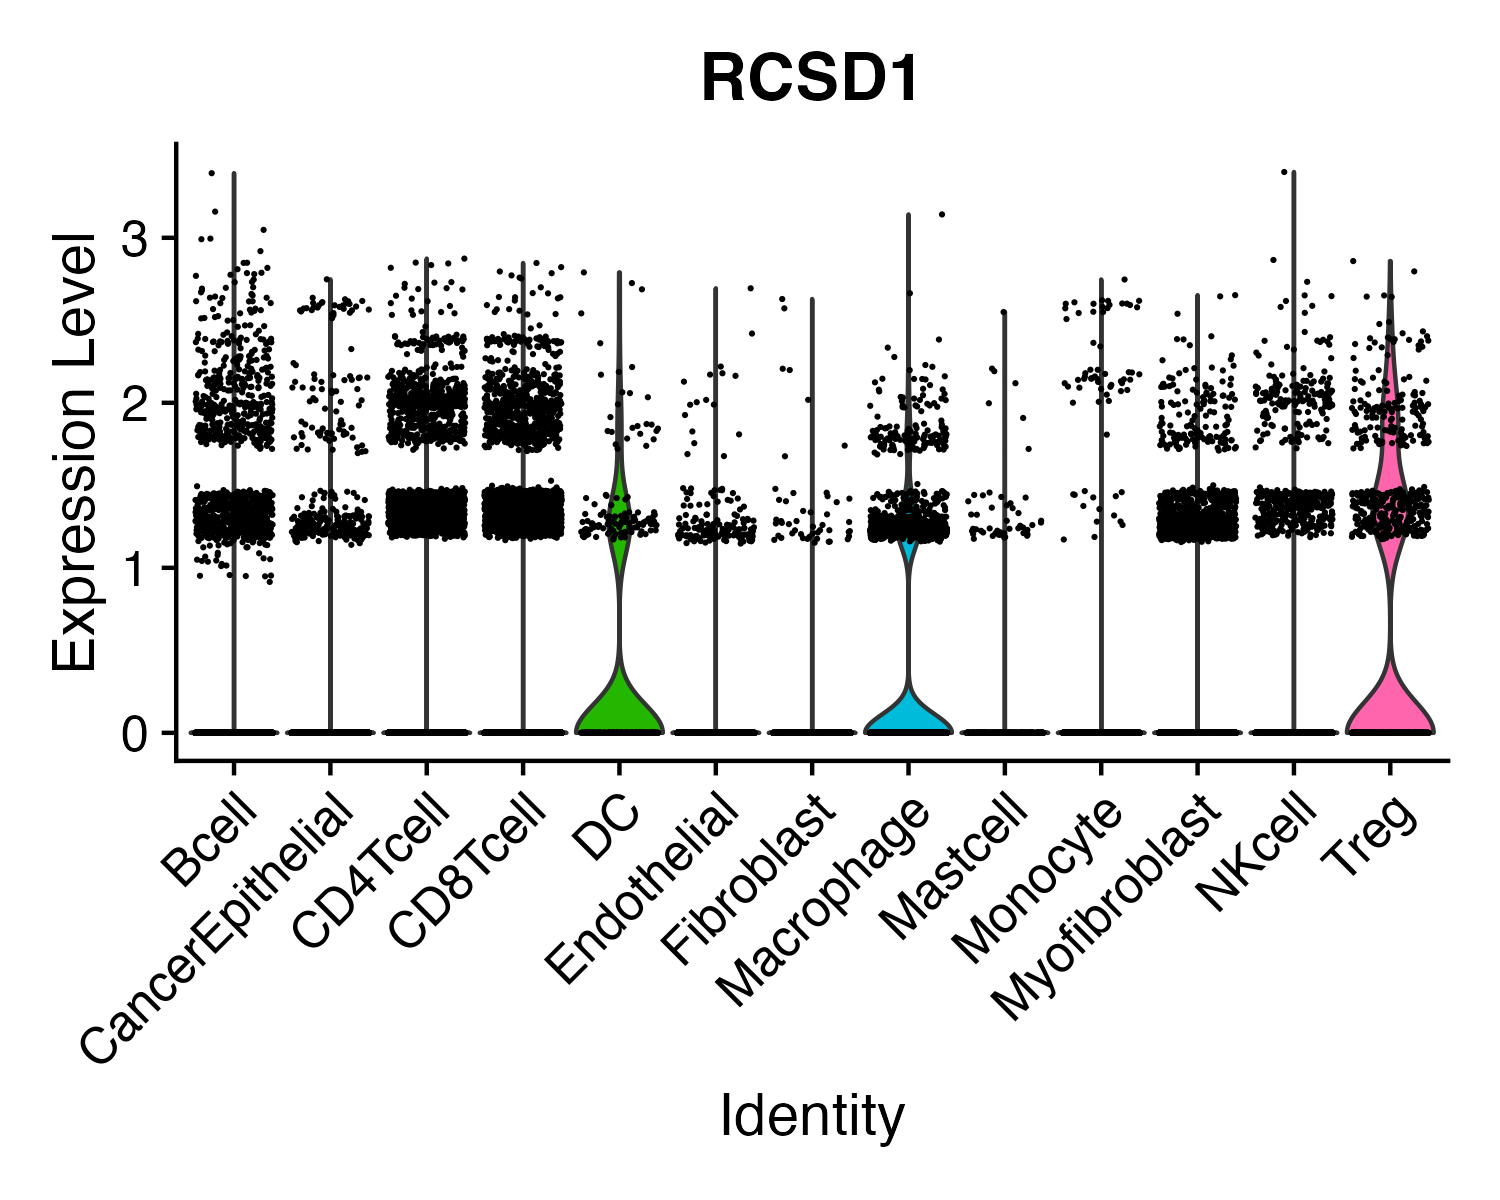 RCSD1
Expression Level
3
2
1
0
Bcell
CancerEpithelial
CD4Tcell
CD8Tcell
DC
Endothelial
Fibroblast
Macrophage
Mastcell
Monocyte
Myofibroblast
NKcell
Treg
Identity